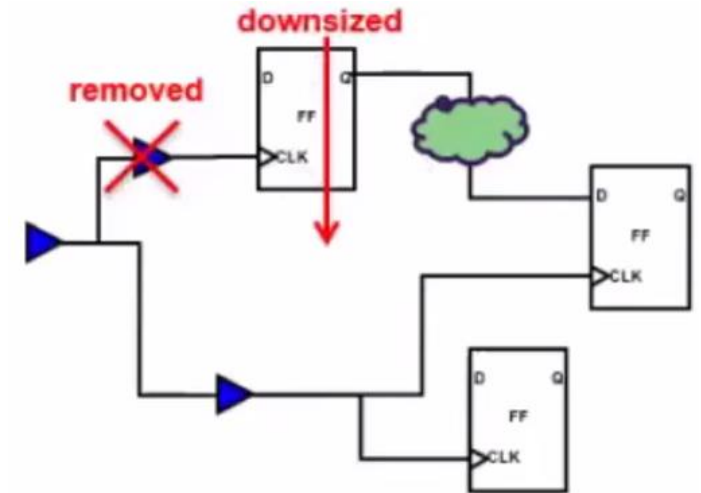 downsized
removed
D Q
FF
CLK
D Q
FF
CLK
D Q
FF
CLK